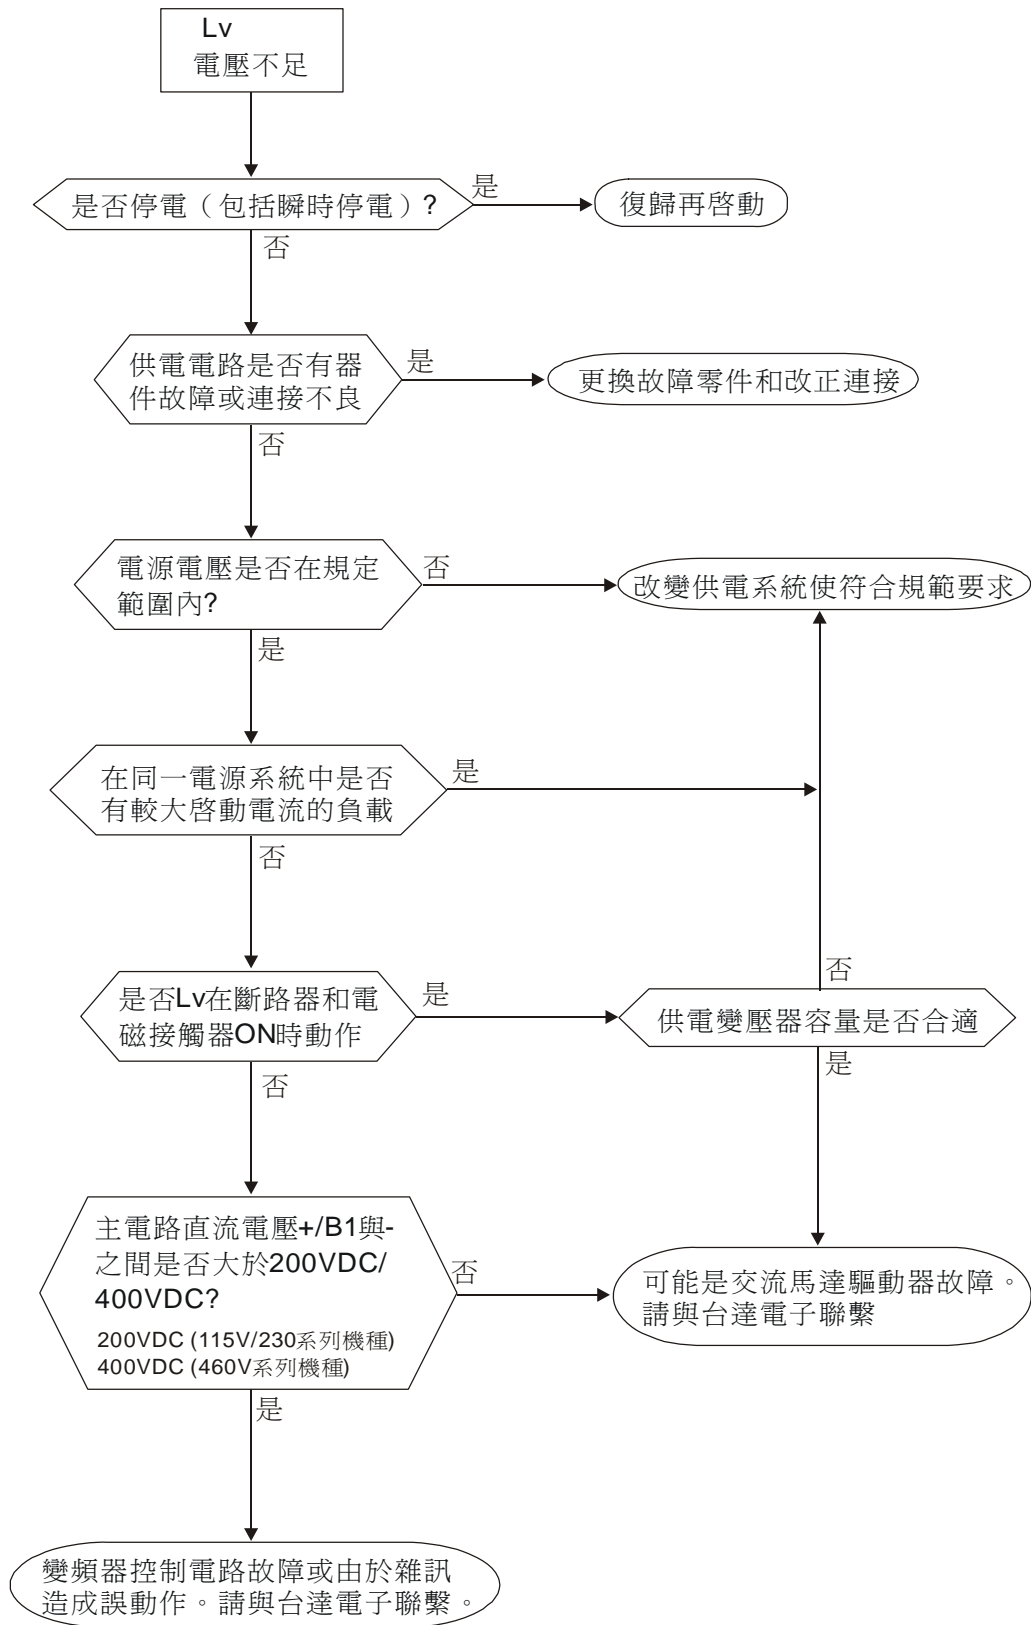 Lv
電壓不足
是否停電（包括瞬時停電）?
是
復歸再啓動
否
供電電路是否有器
件故障或連接不良
是
更換故障零件和改正連接
否
電源電壓是否在規定
範圍內?
否
改變供電系統使符合規範要求
是
在同一電源系統中是否
有較大啓動電流的負載
是
否
是否Lv在斷路器和電
磁接觸器ON時動作
是
否
供電變壓器容量是否合適
否
是
主電路直流電壓+/B1與-
之間是否大於200VDC/
400VDC?
200VDC (115V/230系列機種)
400VDC (460V系列機種)
否
可能是交流馬達驅動器故障。
請與台達電子聯繫
是
變頻器控制電路故障或由於雜訊
造成誤動作。請與台達電子聯繫。